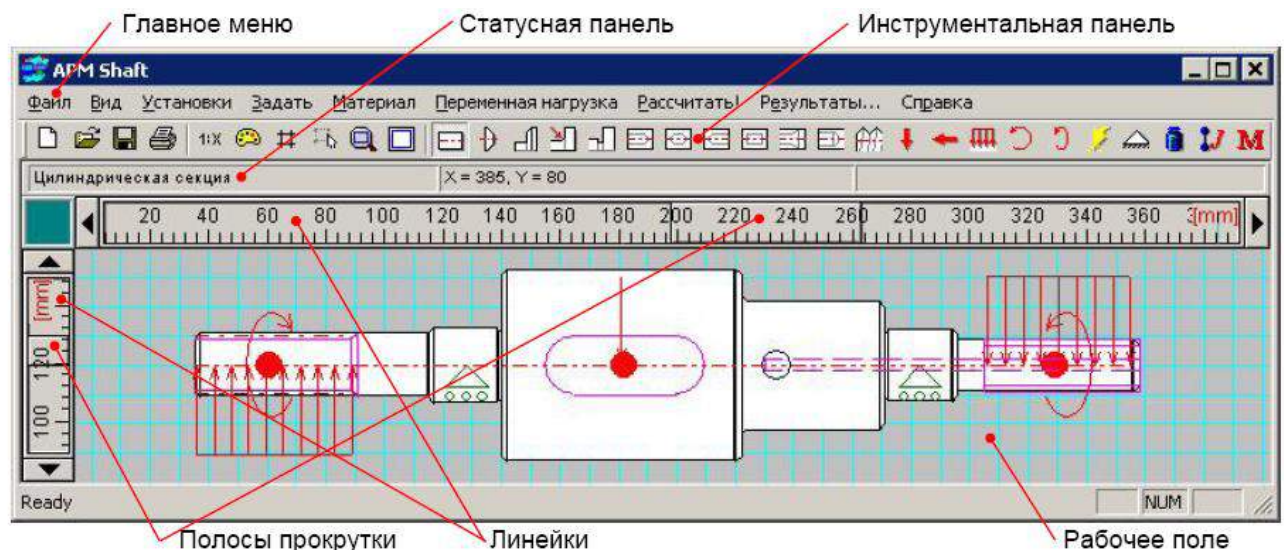 Главное меню Статусная панель Инструментальная панель
APM Shaft
Файл Вид Установки Задать Материал Переменная нагрузка Рассчитать! Результаты... Справка
1:X M
Цилиндрическая секция X = 385, Y = 80
20 40 60 80 100 120 140 160 180 200 220 240 260 280 300 320 340 360 [mm]
[mm]
120
100
Ready NUM
Полосы прокрутки Линейки Рабочее поле